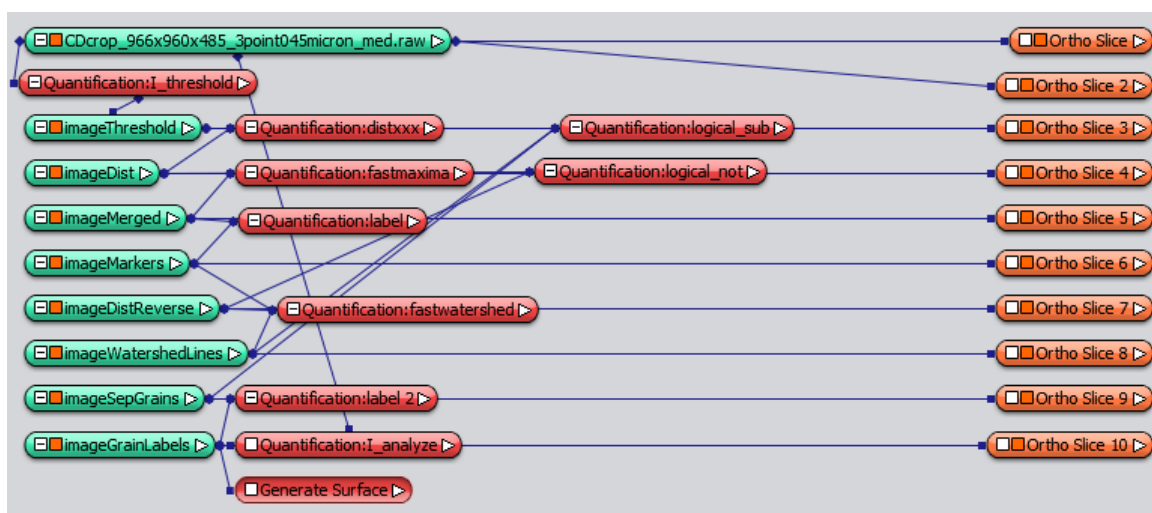 CDcrop_966x960x485_3point045micron_med.raw Ortho Slice
Quantification:I_threshold Ortho Slice 2
imageThreshold Quantification:distxxx Quantification:logical_sub Ortho Slice 3
imageDist Quantification:fastmaxima Quantification:logical_not Ortho Slice 4
imageMerged Quantification:label Ortho Slice 5
imageMarkers Ortho Slice 6
imageDistReverse Quantification:fastwatershed Ortho Slice 7
imageWatershedLines Ortho Slice 8
imageSepGrains Quantification:label 2 Ortho Slice 9
imageGrainLabels Quantification:I_analyze Ortho Slice 10
Generate Surface